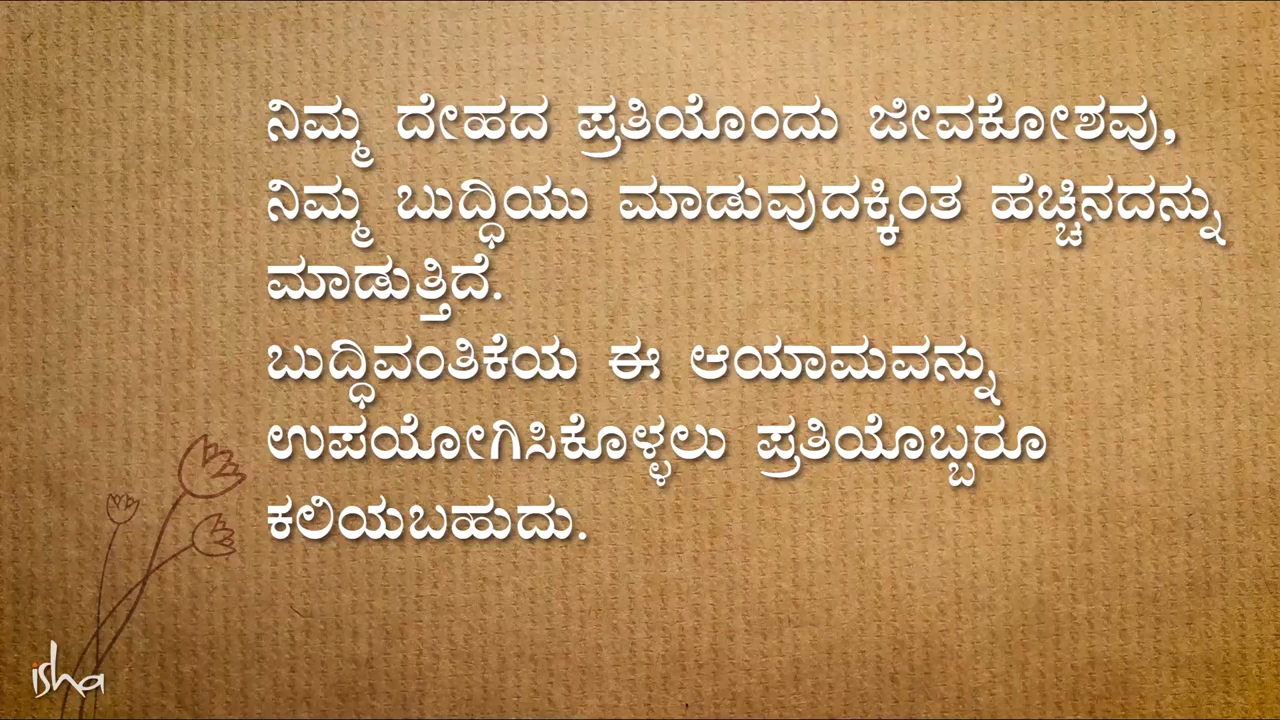 ನಿಮ್ಮ ದೇಹದ ಪ್ರತಿಯೊಂದು ಜೀವಕೋಶವು,
ನಿಮ್ಮ ಬುದ್ಧಿಯು ಮಾಡುವುದಕ್ಕಿಂತ ಹೆಚ್ಚಿನದನ್ನು
ಮಾಡುತ್ತಿದೆ.
ಬುದ್ಧಿವಂತಿಕೆಯ ಈ ಆಯಾಮವನ್ನು
ಉಪಯೋಗಿಸಿಕೊಳ್ಳಲು ಪ್ರತಿಯೊಬ್ಬರೂ
ಕಲಿಯಬಹುದು.
isha